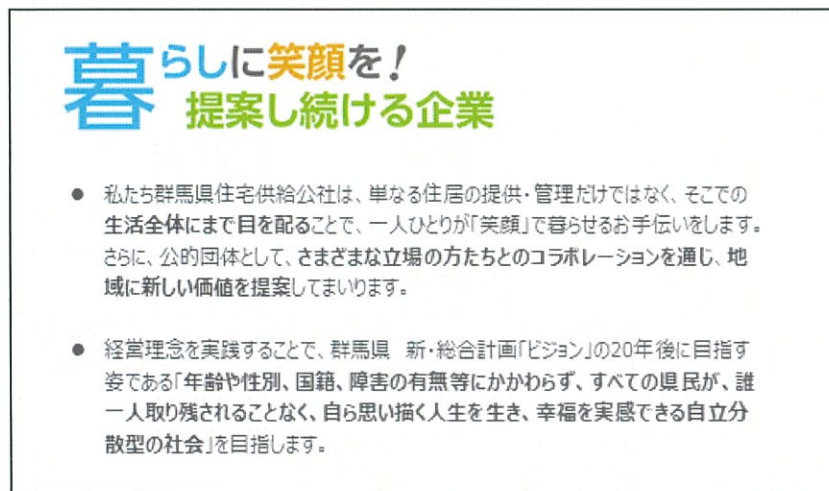 暮らしに笑顔を!
提案し続ける企業
● 私たち群馬県住宅供給公社は、単なる住居の提供・管理だけではなく、そこでの
生活全体にまで目を配ることで、一人ひとりが「笑顔」で暮らせるお手伝いをします。
さらに、公的団体として、さまざまな立場の方たちとのコラボレーションを通じ、地
域に新しい価値を提案してまいります。
● 経営理念を実践することで、群馬県　新・総合計画「ビジョン」の20年後に目指す
姿である「年齢や性別、国籍、障害の有無等にかかわらず、すべての県民が、誰
一人取り残されることなく、自ら思い描く人生を生き、幸福を実感できる自立分
散型の社会」を目指します。